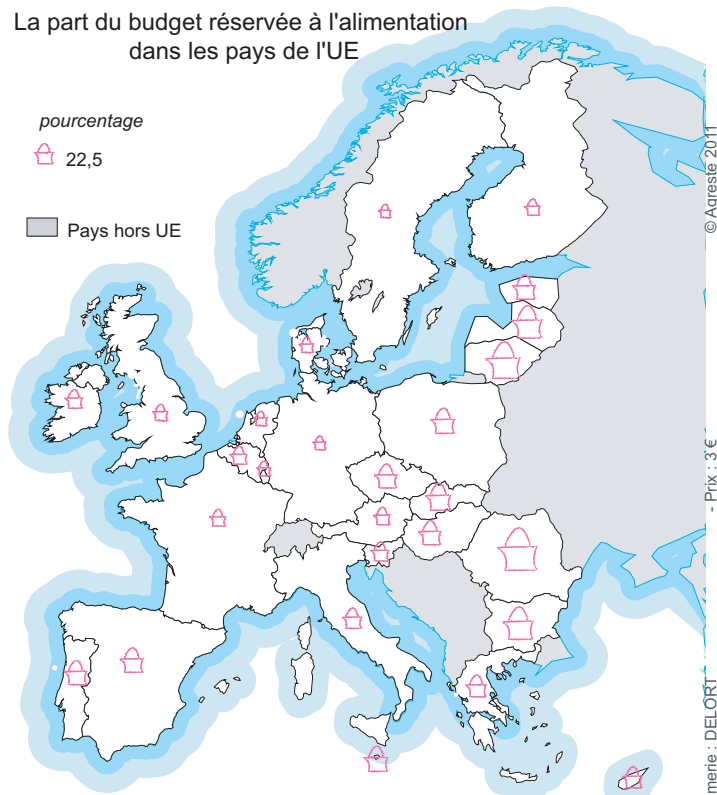 La part du budget réservée à l'alimentation
dans les pays de l'UE
pourcentage
22,5
Pays hors UE
© Agreste 2011
- Prix : 3 €
merie : DELORT